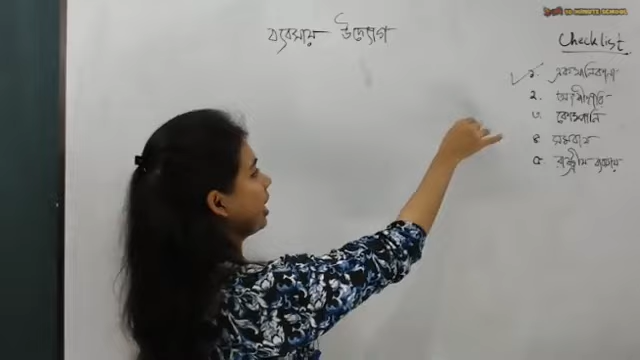 10 MINUTE SCHOOL
ব্যবসায় উদ্যোগ
Checklist
১. একমালিকানা
২. অংশীদারি
৩. কোম্পানি
৪ সমবায়
৫ রাষ্ট্রীয় ব্যবসায়